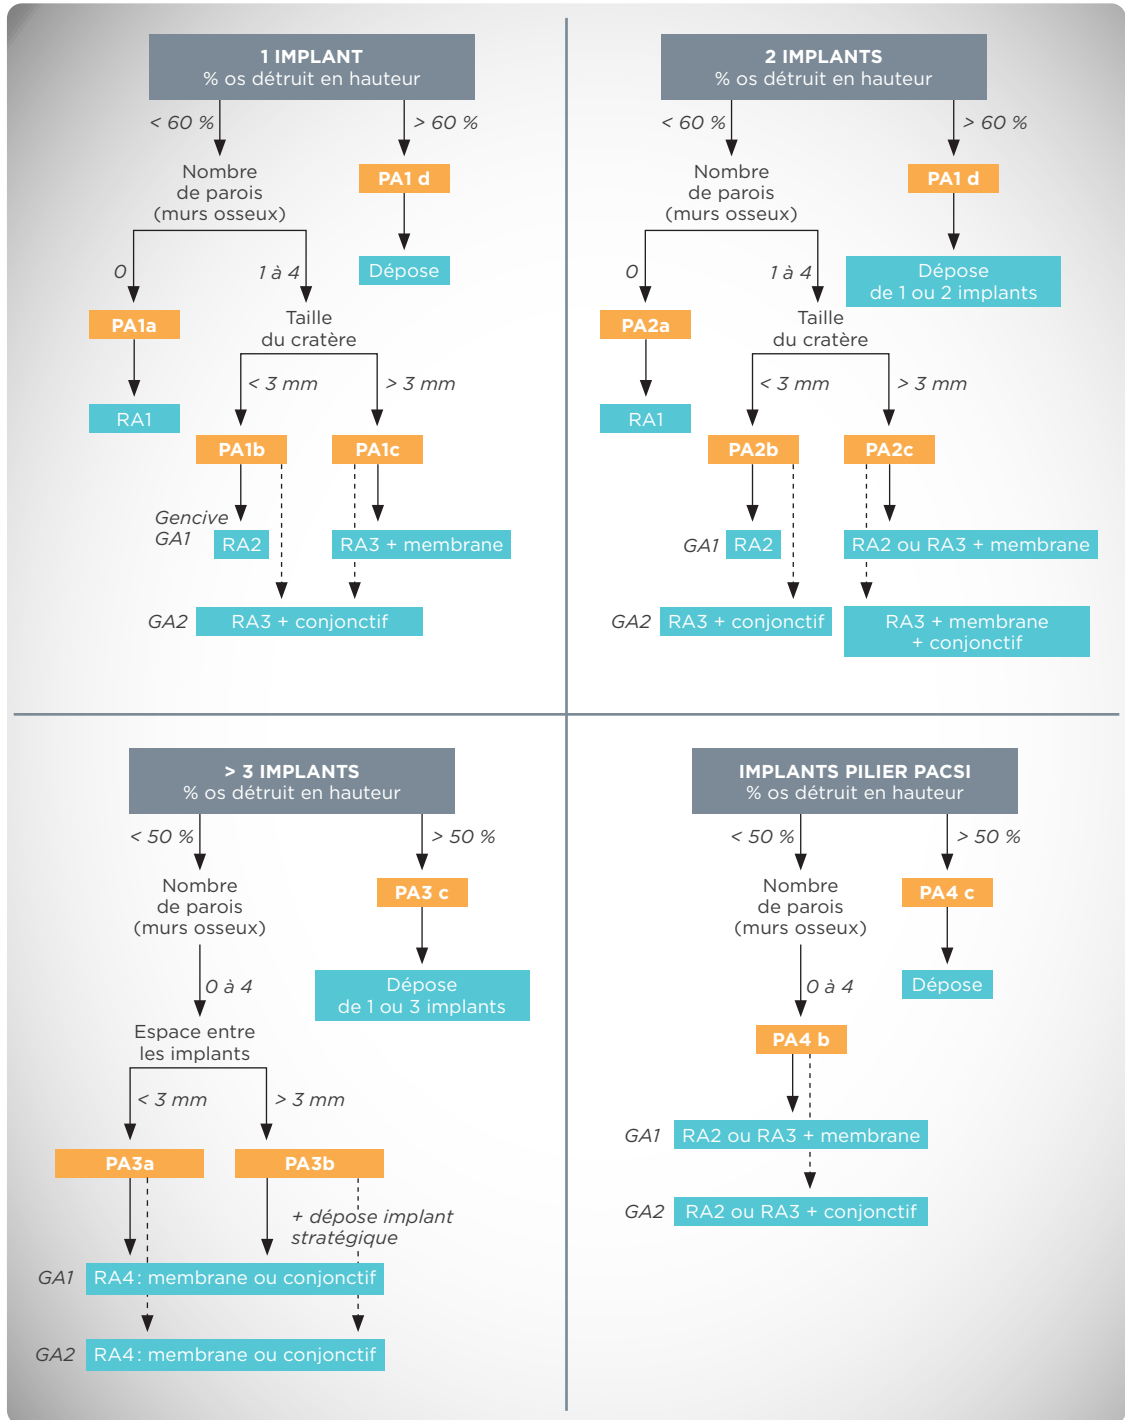 1 IMPLANT
% os détruit en hauteur
< 60 %
> 60 %
Nombre
de parois
(murs osseux)
PA1 d
Dépose
0
1 à 4
PA1a
RA1
Taille
du cratère
< 3 mm
> 3 mm
PA1b
PA1c
Gencive
GA1
RA2
RA3 + membrane
GA2
RA3 + conjonctif
2 IMPLANTS
% os détruit en hauteur
< 60 %
> 60 %
Nombre
de parois
(murs osseux)
PA1 d
Dépose
de 1 ou 2 implants
0
1 à 4
PA2a
RA1
Taille
du cratère
< 3 mm
> 3 mm
PA2b
PA2c
GA1
RA2
RA2 ou RA3 + membrane
GA2
RA3 + conjonctif
RA3 + membrane
+ conjonctif
> 3 IMPLANTS
% os détruit en hauteur
< 50 %
> 50 %
Nombre
de parois
(murs osseux)
PA3 c
Dépose
de 1 ou 3 implants
0 à 4
Espace entre
les implants
< 3 mm
> 3 mm
PA3a
PA3b
+ dépose implant
stratégique
GA1
RA4 : membrane ou conjonctif
GA2
RA4 : membrane ou conjonctif
IMPLANTS PILIER PACSI
% os détruit en hauteur
< 50 %
> 50 %
Nombre
de parois
(murs osseux)
PA4 c
Dépose
0 à 4
PA4 b
GA1
RA2 ou RA3 + membrane
GA2
RA2 ou RA3 + conjonctif